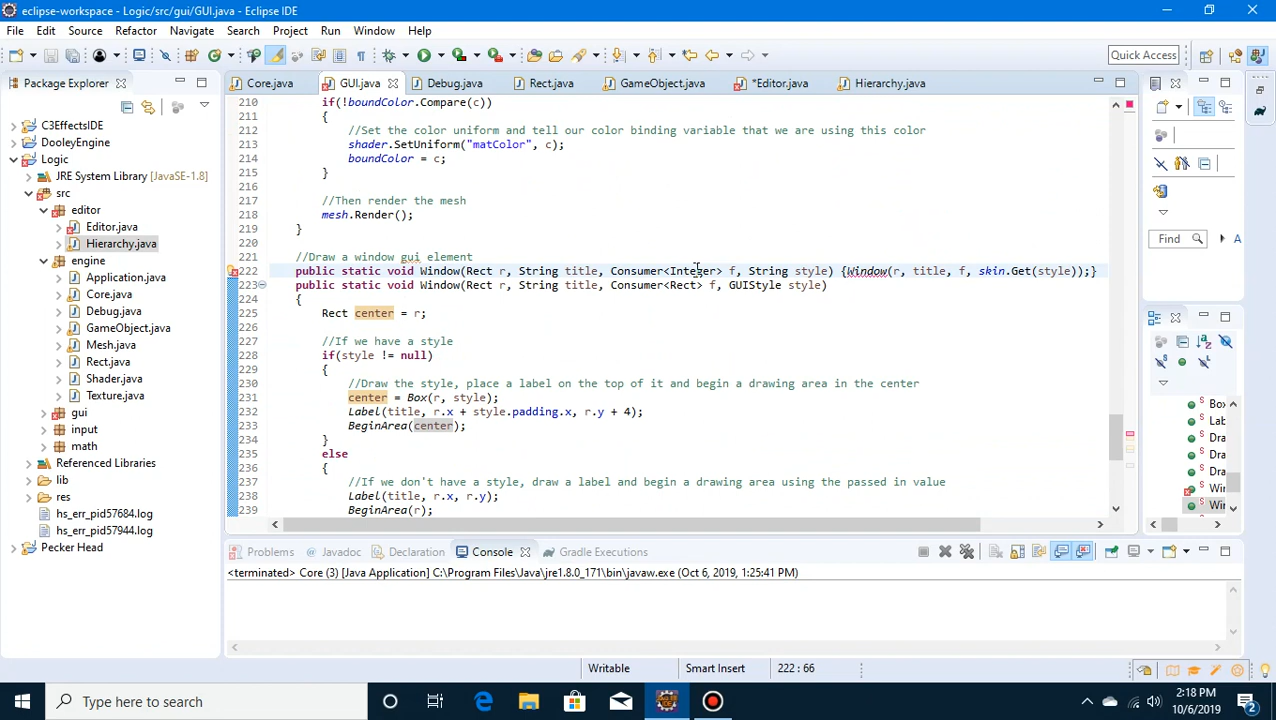 eclipse-workspace - Logic/src/gui/GUI.java - Eclipse IDE
File Edit Source Refactor Navigate Search Project Run Window Help
Quick Access
Package Explorer
Core.java GUI.java Debug.java Rect.java GameObject.java *Editor.java Hierarchy.java
C3EffectsIDE
DooleyEngine
Logic
JRE System Library [JavaSE-1.8]
src
editor
Editor.java
Hierarchy.java
engine
Application.java
Core.java
Debug.java
GameObject.java
Mesh.java
Rect.java
Shader.java
Texture.java
gui
input
math
Referenced Libraries
lib
res
hs_err_pid57684.log
hs_err_pid57944.log
Pecker Head
210 if(!boundColor.Compare(c))
211 {
212 //Set the color uniform and tell our color binding variable that we are using this color
213 shader.SetUniform("matColor", c);
214 boundColor = c;
215 }
216
217 //Then render the mesh
218 mesh.Render();
219 }
220
221 //Draw a window gui element
222 public static void Window(Rect r, String title, Consumer<Integer> f, String style) {Window(r, title, f, skin.Get(style));}
223 public static void Window(Rect r, String title, Consumer<Rect> f, GUIStyle style)
224 {
225 Rect center = r;
226
227 //If we have a style
228 if(style != null)
229 {
230 //Draw the style, place a label on the top of it and begin a drawing area in the center
231 center = Box(r, style);
232 Label(title, r.x + style.padding.x, r.y + 4);
233 BeginArea(center);
234 }
235 else
236 {
237 //If we don't have a style, draw a label and begin a drawing area using the passed in value
238 Label(title, r.x, r.y);
239 BeginArea(r);
Find
A
S Bo
S Lab
S Dra
S Dra
S Dra
S Wi
S Wi
Problems Javadoc Declaration Console Gradle Executions
<terminated> Core (3) [Java Application] C:\Program Files\Java\jre1.8.0_171\bin\javaw.exe (Oct 6, 2019, 1:25:41 PM)
Writable Smart Insert 222 : 66
Type here to search
2:18 PM
10/6/2019
2